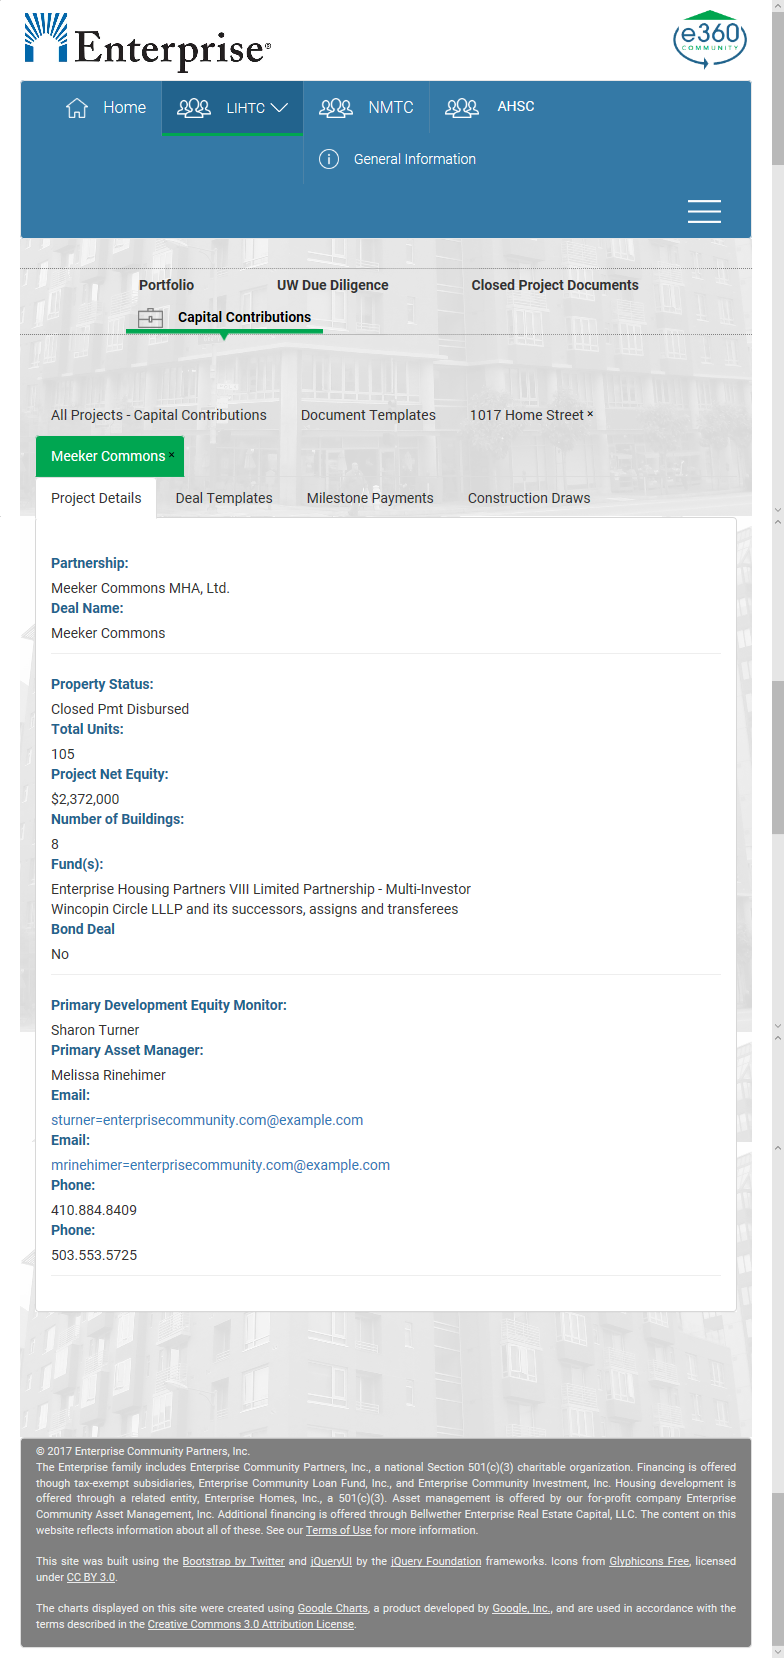 Enterprise®
e360
COMMUNITY
Home
LIHTC
NMTC
AHSC
General Information
Portfolio
UW Due Diligence
Closed Project Documents
Capital Contributions
All Projects - Capital Contributions
Document Templates
1017 Home Street ×
Meeker Commons ×
Project Details
Deal Templates
Milestone Payments
Construction Draws
Partnership:
Meeker Commons MHA, Ltd.
Deal Name:
Meeker Commons
Property Status:
Closed Pmt Disbursed
Total Units:
105
Project Net Equity:
$2,372,000
Number of Buildings:
8
Fund(s):
Enterprise Housing Partners VIII Limited Partnership - Multi-Investor
Wincopin Circle LLLP and its successors, assigns and transferees
Bond Deal
No
Primary Development Equity Monitor:
Sharon Turner
Primary Asset Manager:
Melissa Rinehimer
Email:
sturner=enterprisecommunity.com@example.com
Email:
mrinehimer=enterprisecommunity.com@example.com
Phone:
410.884.8409
Phone:
503.553.5725
© 2017 Enterprise Community Partners, Inc.
The Enterprise family includes Enterprise Community Partners, Inc., a national Section 501(c)(3) charitable organization. Financing is offered
though tax-exempt subsidiaries, Enterprise Community Loan Fund, Inc., and Enterprise Community Investment, Inc. Housing development is
offered through a related entity, Enterprise Homes, Inc., a 501(c)(3). Asset management is offered by our for-profit company Enterprise
Community Asset Management, Inc. Additional financing is offered through Bellwether Enterprise Real Estate Capital, LLC. The content on this
website reflects information about all of these. See our Terms of Use for more information.
This site was built using the Bootstrap by Twitter and jQueryUI by the jQuery Foundation frameworks. Icons from Glyphicons Free, licensed
under CC BY 3.0.
The charts displayed on this site were created using Google Charts, a product developed by Google, Inc., and are used in accordance with the
terms described in the Creative Commons 3.0 Attribution License.